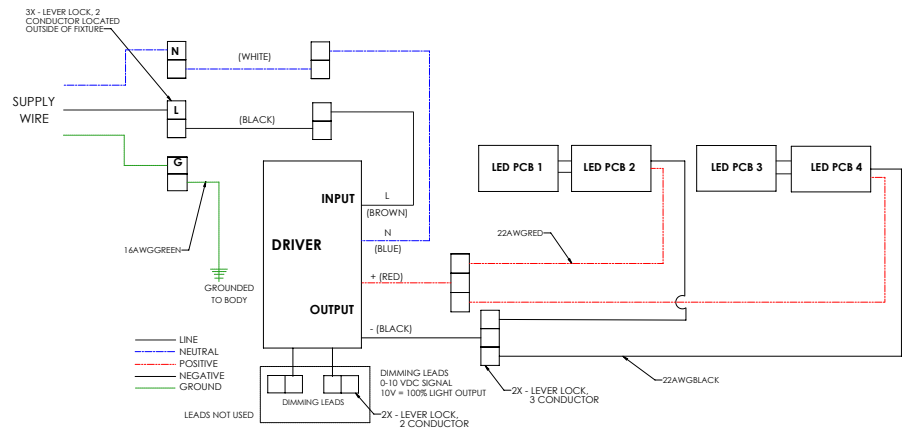 3X - LEVER LOCK, 2
CONDUCTOR LOCATED
OUTSIDE OF FIXTURE
N
(WHITE)
SUPPLY
WIRE
L
(BLACK)
G
16AWGGREEN
GROUNDED
TO BODY
INPUT
DRIVER
OUTPUT
L
(BROWN)
N
(BLUE)
+ (RED)
- (BLACK)
LED PCB 1
LED PCB 2
LED PCB 3
LED PCB 4
22AWGRED
22AWGBLACK
2X - LEVER LOCK,
3 CONDUCTOR
LINE
NEUTRAL
POSITIVE
NEGATIVE
GROUND
DIMMING LEADS
LEADS NOT USED
DIMMING LEADS
0-10 VDC SIGNAL
10V = 100% LIGHT OUTPUT
2X - LEVER LOCK,
2 CONDUCTOR